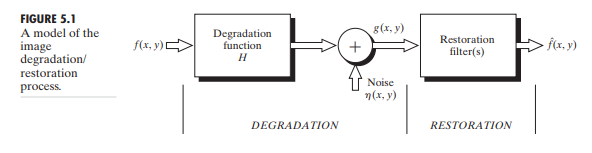 FIGURE 5.1
A model of the
image
degradation/
restoration
process.
f(x, y)
Degradation
function
H
+
g(x, y)
Noise
η(x, y)
Restoration
filter(s)
f̂(x, y)
DEGRADATION
RESTORATION